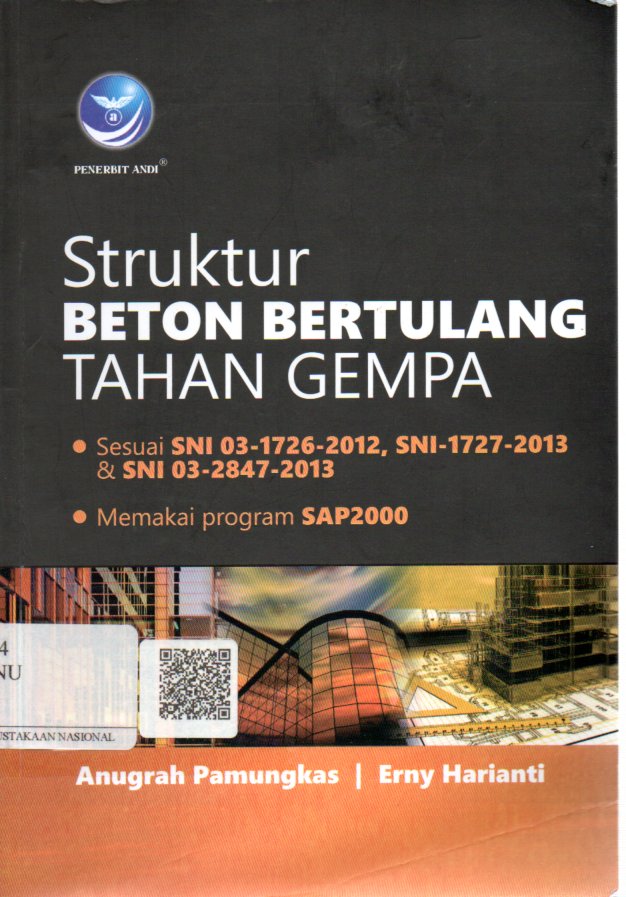 a
PENERBIT ANDI®
Struktur
BETON BERTULANG
TAHAN GEMPA
• Sesuai SNI 03-1726-2012, SNI-1727-2013
& SNI 03-2847-2013
• Memakai program SAP2000
4
NU
USTAKAAN NASIONAL
Anugrah Pamungkas | Erny Harianti